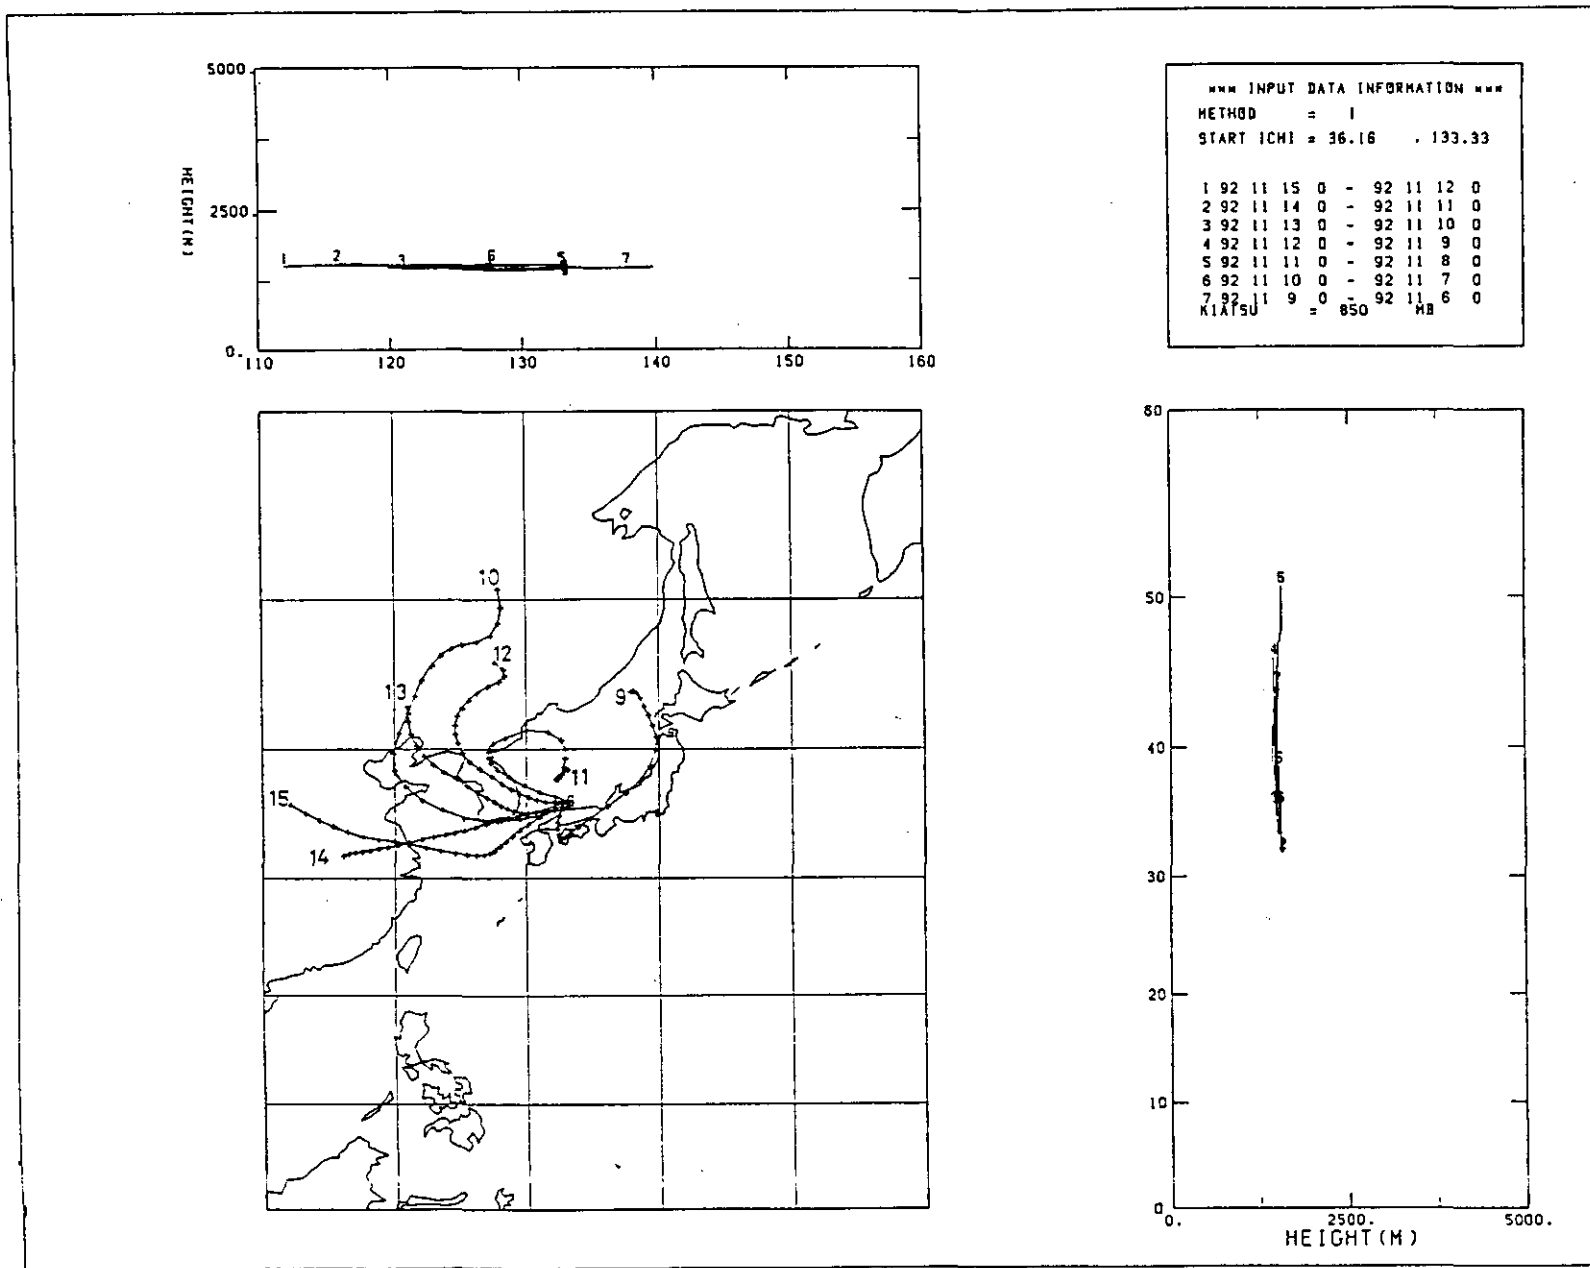 5000.
HEIGHT(M)
2500.
1 2 3 6 5 7
0.
110 120 130 140 150 160
*** INPUT DATA INFORMATION ***
METHOD = 1
START ICHI = 36.16 , 133.33
1 92 11 15 0 - 92 11 12 0
2 92 11 14 0 - 92 11 11 0
3 92 11 13 0 - 92 11 10 0
4 92 11 12 0 - 92 11 9 0
5 92 11 11 0 - 92 11 8 0
6 92 11 10 0 - 92 11 7 0
7 92 11 9 0 - 92 11 6 0
KIATSU = 850 MB
10
12
13
9
11
15
14
60
50
40
30
20
10
0
5
0. 2500. 5000.
HEIGHT(M)